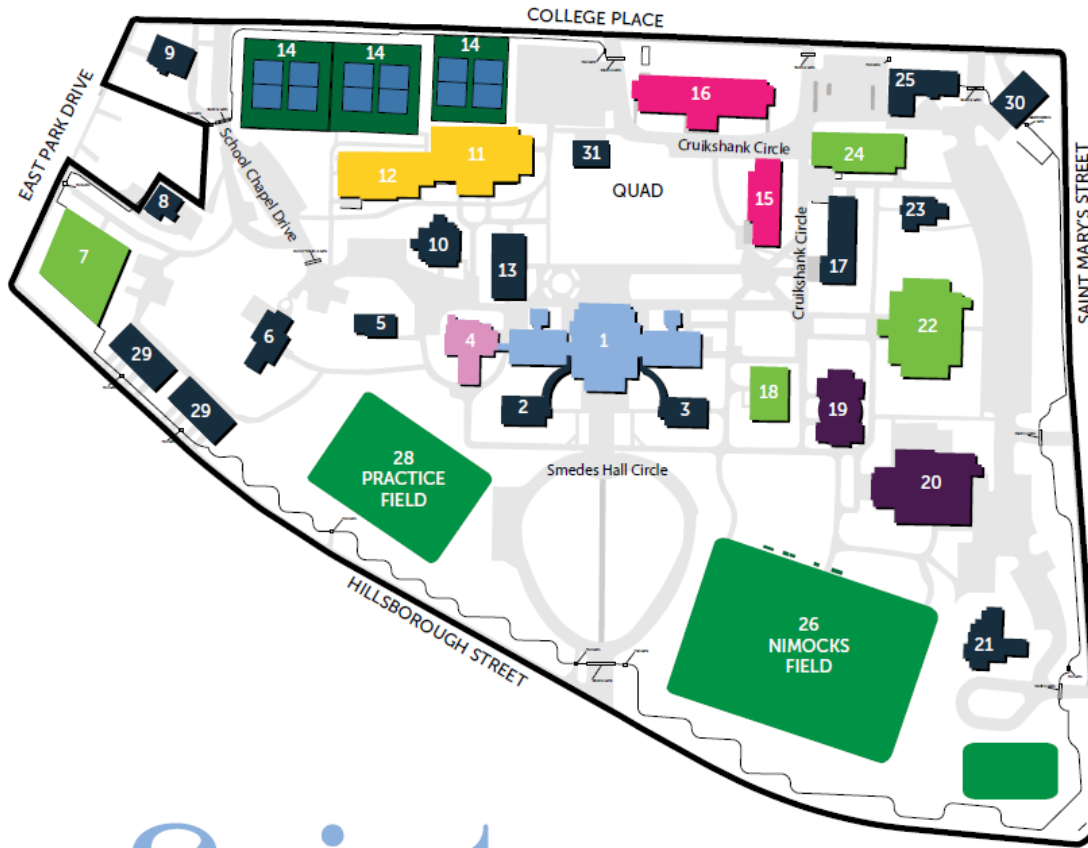 COLLEGE PLACE
9
14
14
14
25
30
16
EAST PARK DRIVE
School Chapel Drive
11
31
Cruikshank Circle
24
12
QUAD
15
8
23
SAINT MARY'S STREET
10
Cruikshank Circle
7
13
17
5
6
4
1
22
29
18
29
2
3
19
28
PRACTICE
FIELD
Smedes Hall Circle
20
HILLSBOROUGH STREET
26
NIMOCKS
FIELD
21